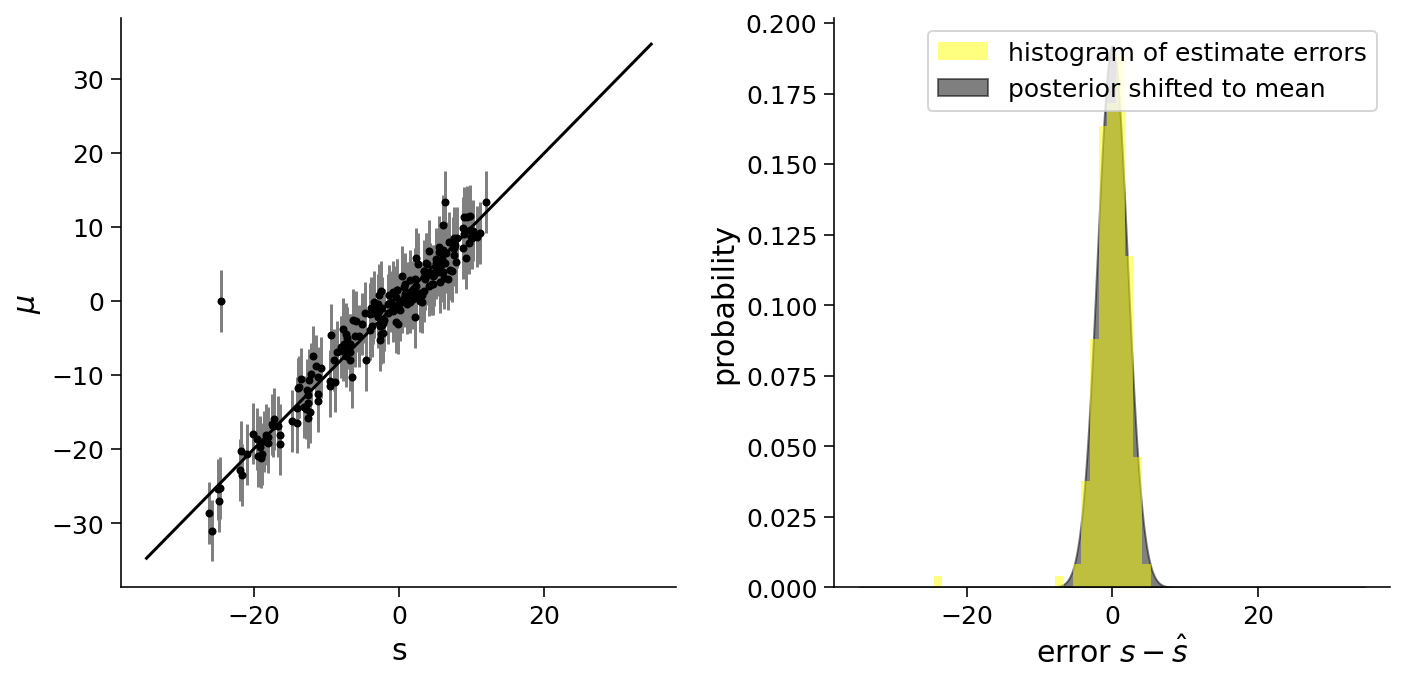 30
20
10
0
−10
−20
−30
μ
−20 0 20
s
0.200
0.175
0.150
0.125
0.100
0.075
0.050
0.025
0.000
probability
histogram of estimate errors
posterior shifted to mean
−20 0 20
error s − ŝ